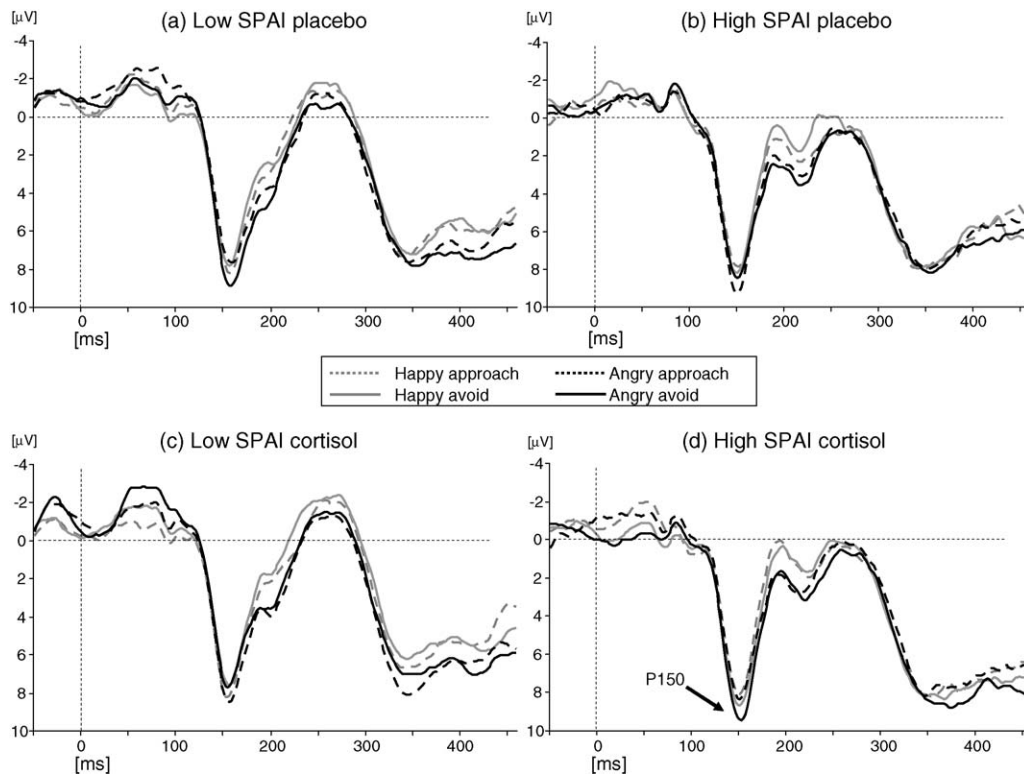 (a) Low SPAI placebo
[µV]
-4
-2
0
2
4
6
8
10
0 100 200 300 400
[ms]
(b) High SPAI placebo
[µV]
-4
-2
0
2
4
6
8
10
0 100 200 300 400
[ms]
Happy approach Angry approach
Happy avoid Angry avoid
(c) Low SPAI cortisol
[µV]
-4
-2
0
2
4
6
8
10
0 100 200 300 400
[ms]
(d) High SPAI cortisol
[µV]
-4
-2
0
2
4
6
8
10
P150
0 100 200 300 400
[ms]